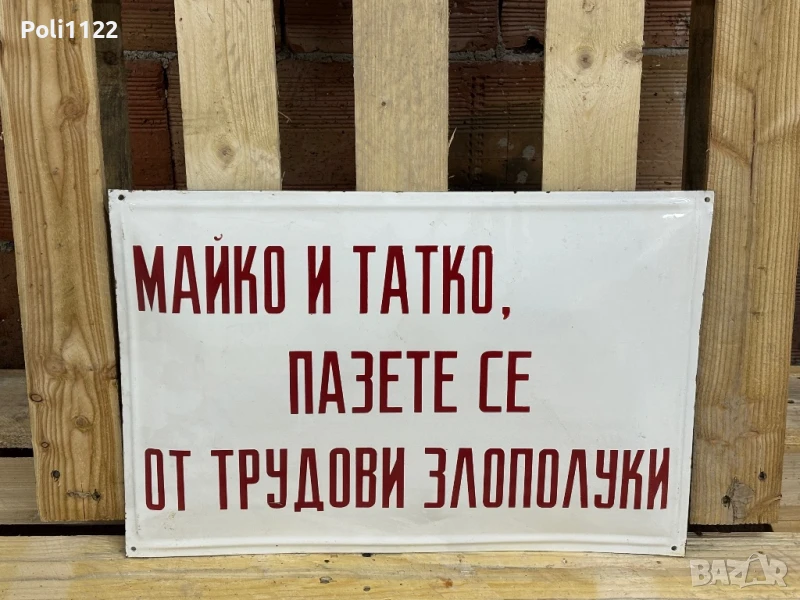 Poli1122
МАЙКО И ТАТКО,
ПАЗЕТЕ СЕ
ОТ ТРУДОВИ ЗЛОПОЛУКИ
BAZAR